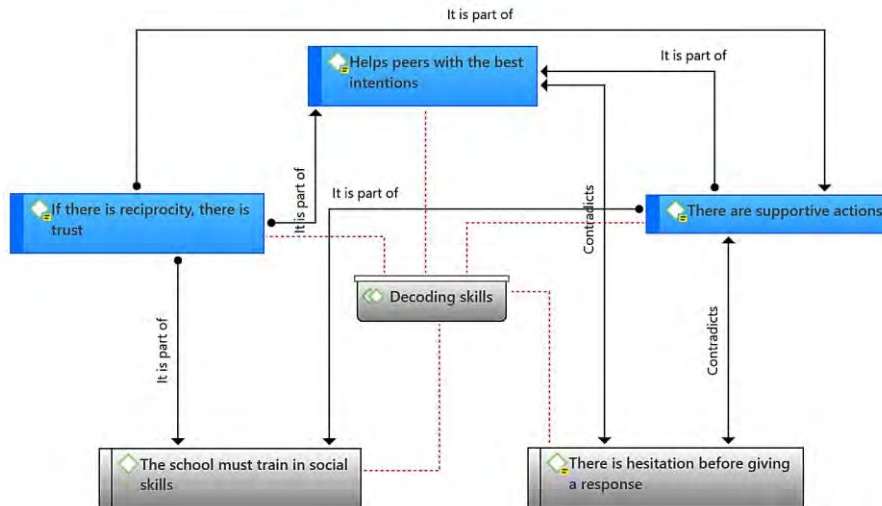 It is part of
Helps peers with the best
intentions
It is part of
If there is reciprocity, there is
trust
It is part of
It is part of
There are supportive actions
Contradicts
Decoding skills
It is part of
Contradicts
The school must train in social
skills
There is hesitation before giving
a response